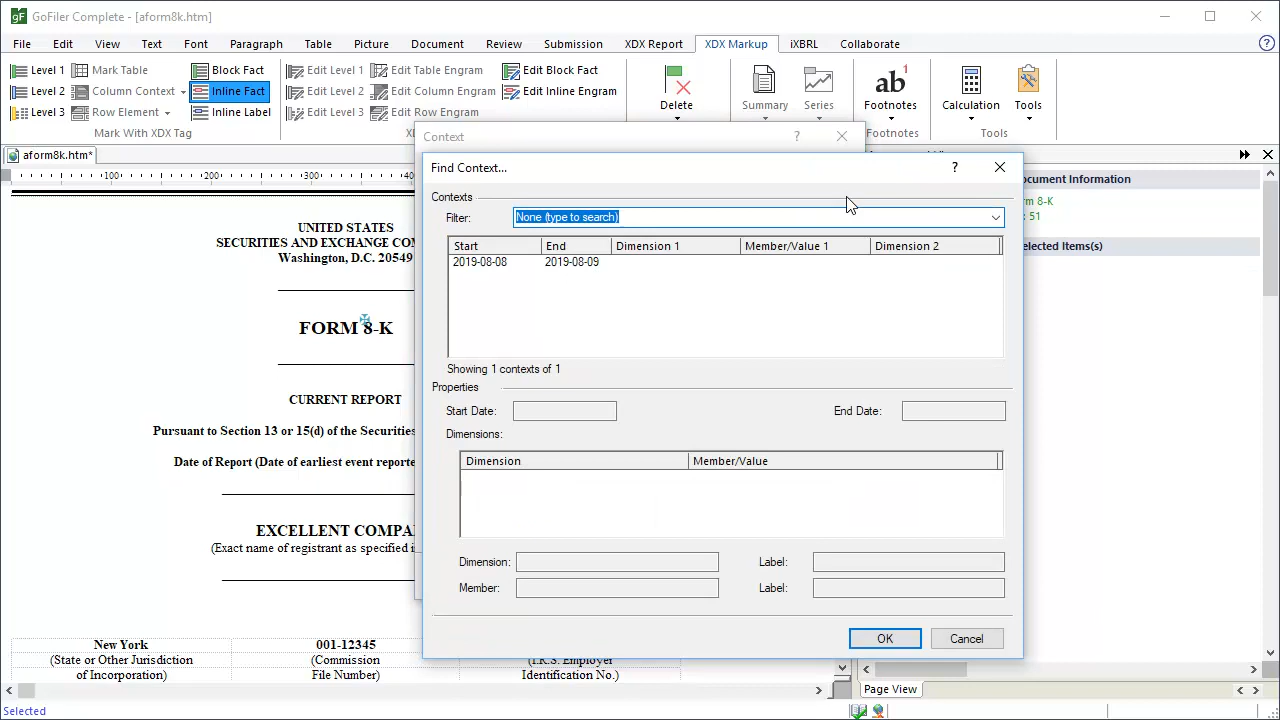 GoFiler Complete - [aform8k.htm]
File Edit View Text Font Paragraph Table Picture Document Review Submission XDX Report XDX Markup iXBRL Collaborate
Level 1 Mark Table Block Fact Edit Level 1 Edit Table Engram Edit Block Fact
Level 2 Column Context Inline Fact Edit Level 2 Edit Column Engram Edit Inline Engram
Level 3 Row Element Inline Label Edit Level 3 Edit Row Engram
Delete Summary Series ab1 Footnotes Calculation Tools
Mark With XDX Tag Footnotes Tools
aform8k.htm*
100 200 300
UNITED STATES
SECURITIES AND EXCHANGE COM
Washington, D.C. 20549
FORM 8-K
CURRENT REPORT
Pursuant to Section 13 or 15(d) of the Securities
Date of Report (Date of earliest event reporte
EXCELLENT COMPA
(Exact name of registrant as specified i
New York 001-12345
(State or Other Jurisdiction (Commission (I.R.S. Employer
of Incorporation) File Number) Identification No.)
Context ?
Find Context... ?
Contexts
Filter: None (type to search)
Start End Dimension 1 Member/Value 1 Dimension 2
2019-08-08 2019-08-09
Showing 1 contexts of 1
Properties
Start Date: End Date:
Dimensions:
Dimension Member/Value
Dimension: Label:
Member: Label:
OK Cancel
ocument Information
m 8-K
: 51
elected Items(s)
Page View
Selected